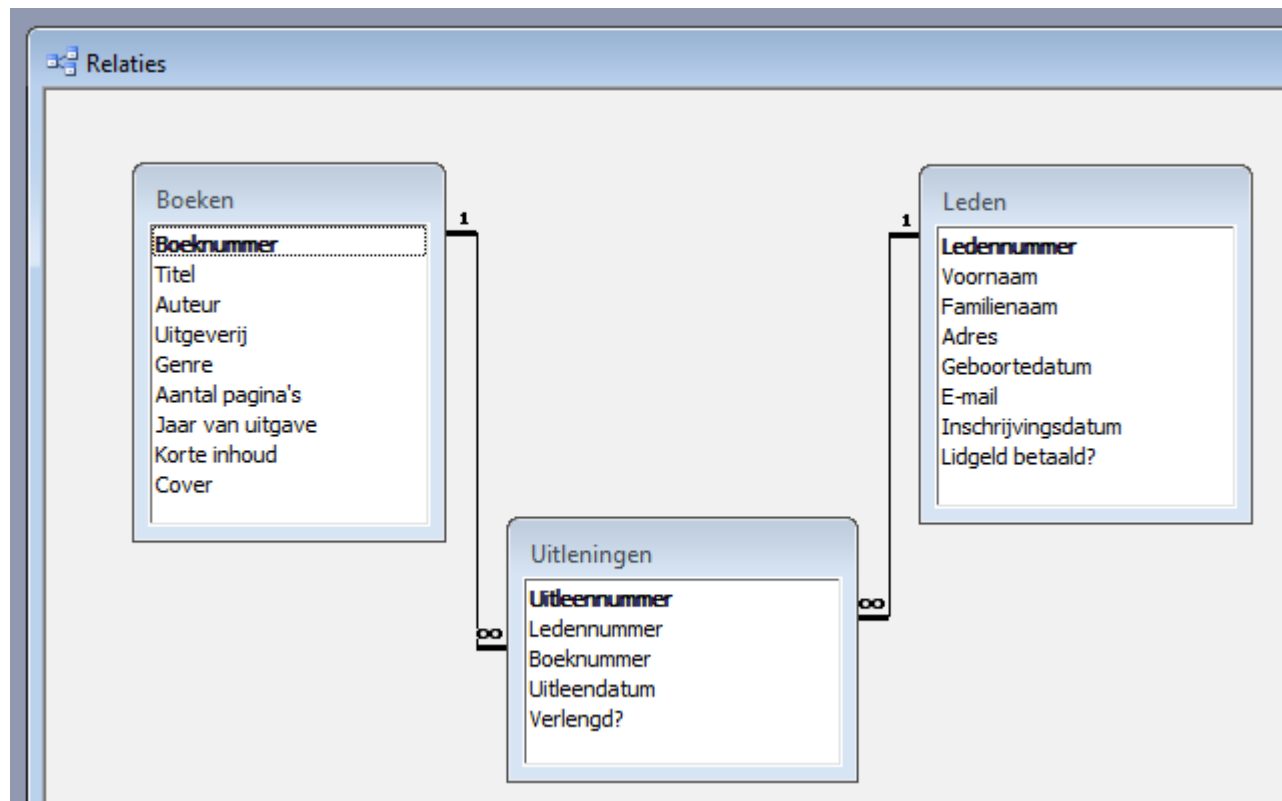 Relaties
Boeken
Boeknummer
Titel
Auteur
Uitgeverij
Genre
Aantal pagina's
Jaar van uitgave
Korte inhoud
Cover
1
∞
Leden
Ledennummer
Voornaam
Familienaam
Adres
Geboortedatum
E-mail
Inschrijvingsdatum
Lidgeld betaald?
1
∞
Uitleningen
Uitleennummer
Ledennummer
Boeknummer
Uitleendatum
Verlengd?